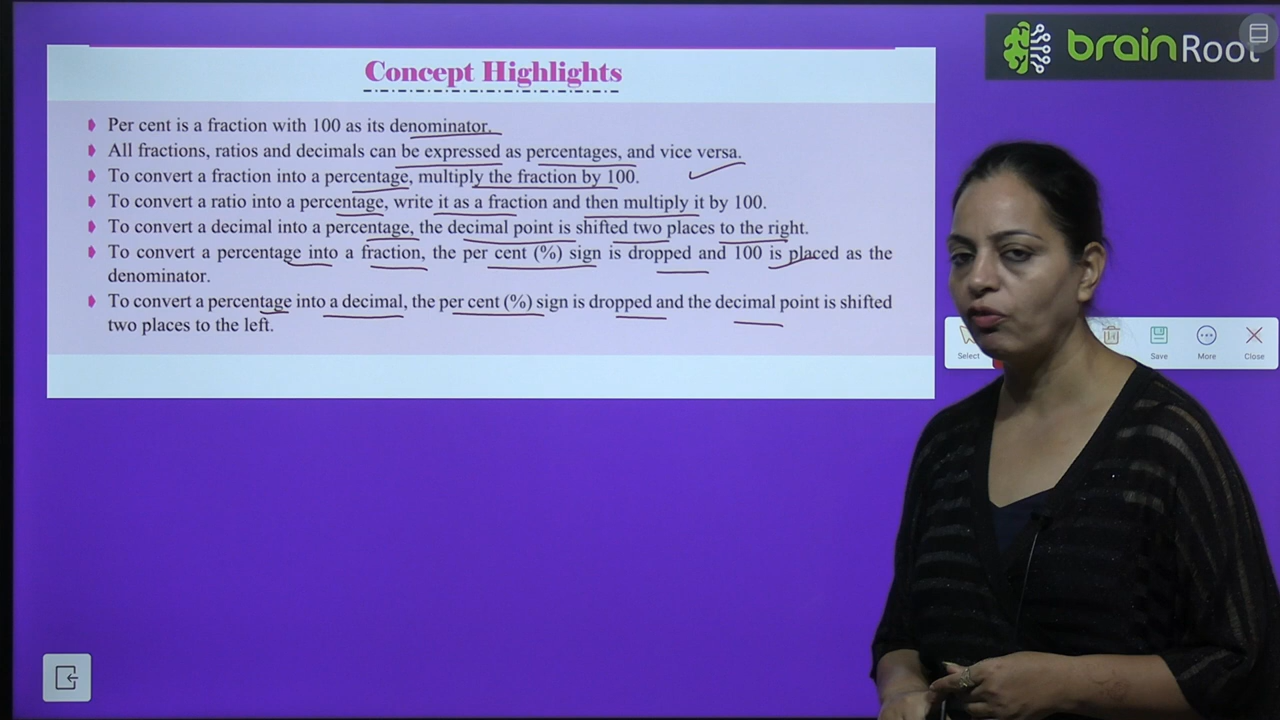 brainRoot
Concept Highlights
Per cent is a fraction with 100 as its denominator.
All fractions, ratios and decimals can be expressed as percentages, and vice versa.
To convert a fraction into a percentage, multiply the fraction by 100.
To convert a ratio into a percentage, write it as a fraction and then multiply it by 100.
To convert a decimal into a percentage, the decimal point is shifted two places to the right.
To convert a percentage into a fraction, the per cent (%) sign is dropped and 100 is placed as the
denominator.
To convert a percentage into a decimal, the per cent (%) sign is dropped and the decimal point is shifted
two places to the left.
Select Save More Close